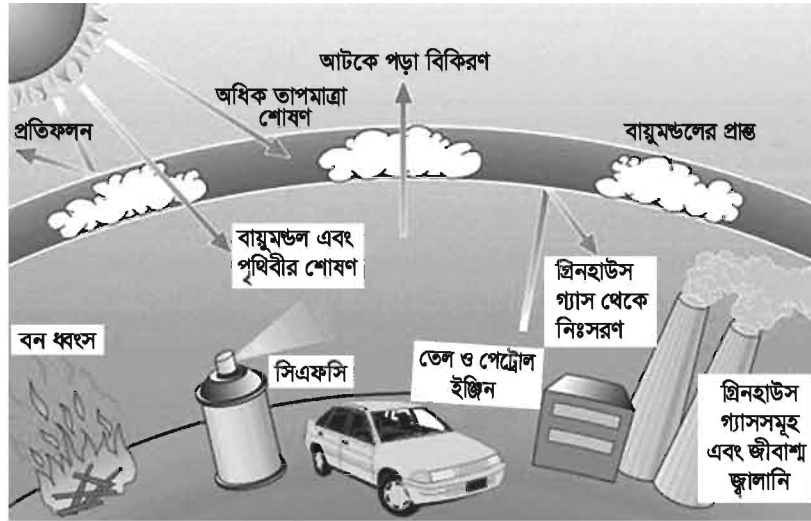 আটকে পড়া বিকিরণ
অধিক তাপমাত্রা
শোষণ
প্রতিফলন
বায়ুমন্ডলের প্রান্ত
বায়ুমন্ডল এবং
পৃথিবীর শোষণ
গ্রিনহাউস
গ্যাস থেকে
নিঃসরণ
বন ধ্বংস
সিএফসি
তেল ও পেট্রোল
ইঞ্জিন
গ্রিনহাউস
গ্যাসসমূহ
এবং জীবাশ্ম
জ্বালানি